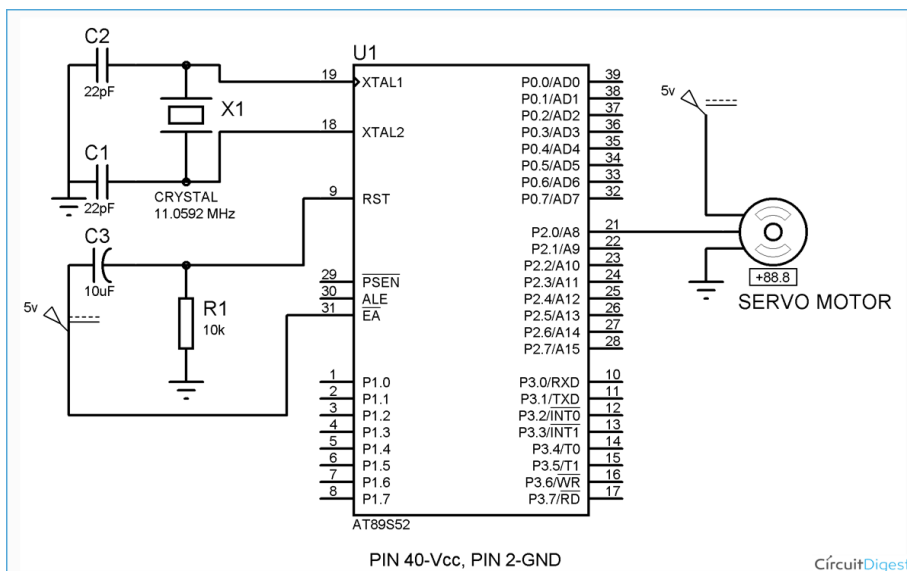 C2
22pF
X1
C1
22pF
CRYSTAL
11.0592 MHz
C3
10uF
5v
R1
10k
U1
19 XTAL1
18 XTAL2
9 RST
29 PSEN
30 ALE
31 EA
1 P1.0
2 P1.1
3 P1.2
4 P1.3
5 P1.4
6 P1.5
7 P1.6
8 P1.7
P0.0/AD0 39
P0.1/AD1 38
P0.2/AD2 37
P0.3/AD3 36
P0.4/AD4 35
P0.5/AD5 34
P0.6/AD6 33
P0.7/AD7 32
P2.0/A8 21
P2.1/A9 22
P2.2/A10 23
P2.3/A11 24
P2.4/A12 25
P2.5/A13 26
P2.6/A14 27
P2.7/A15 28
P3.0/RXD 10
P3.1/TXD 11
P3.2/INT0 12
P3.3/INT1 13
P3.4/T0 14
P3.5/T1 15
P3.6/WR 16
P3.7/RD 17
AT89S52
5v
+88.8
SERVO MOTOR
PIN 40-Vcc, PIN 2-GND
CircuitDigest